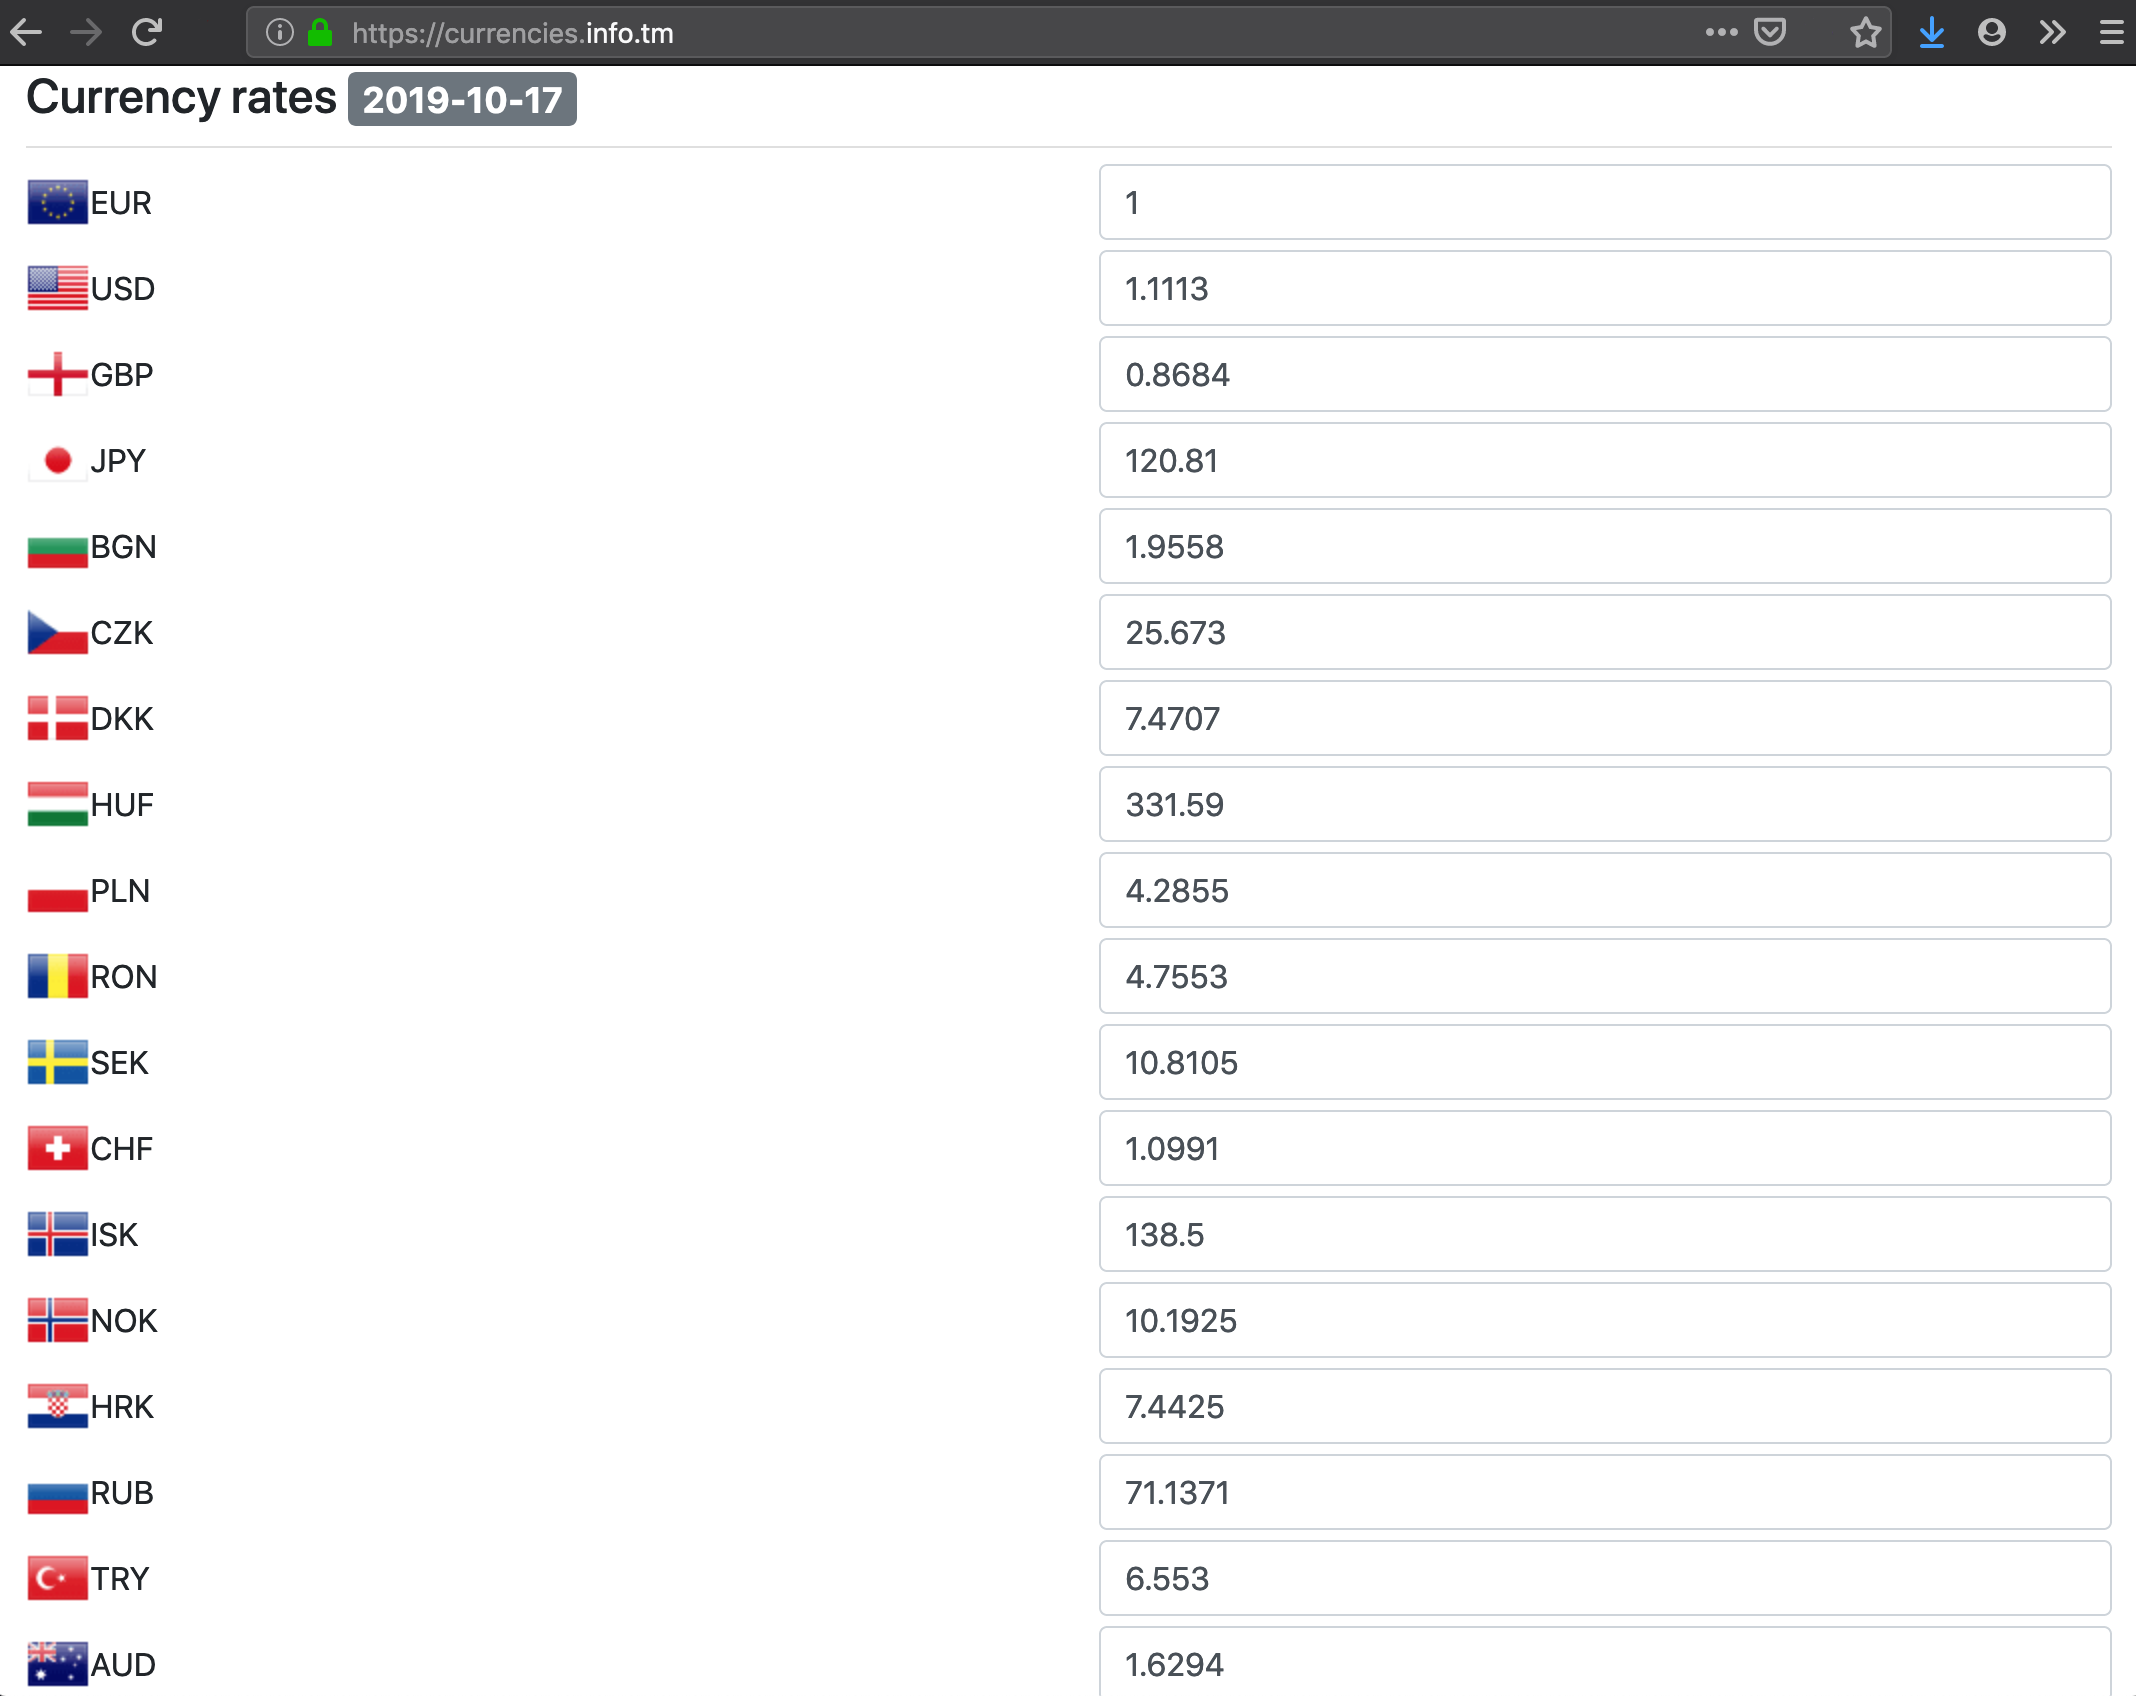 https://currencies.info.tm
Currency rates 2019-10-17
EUR 1
USD 1.1113
GBP 0.8684
JPY 120.81
BGN 1.9558
CZK 25.673
DKK 7.4707
HUF 331.59
PLN 4.2855
RON 4.7553
SEK 10.8105
CHF 1.0991
ISK 138.5
NOK 10.1925
HRK 7.4425
RUB 71.1371
TRY 6.553
AUD 1.6294